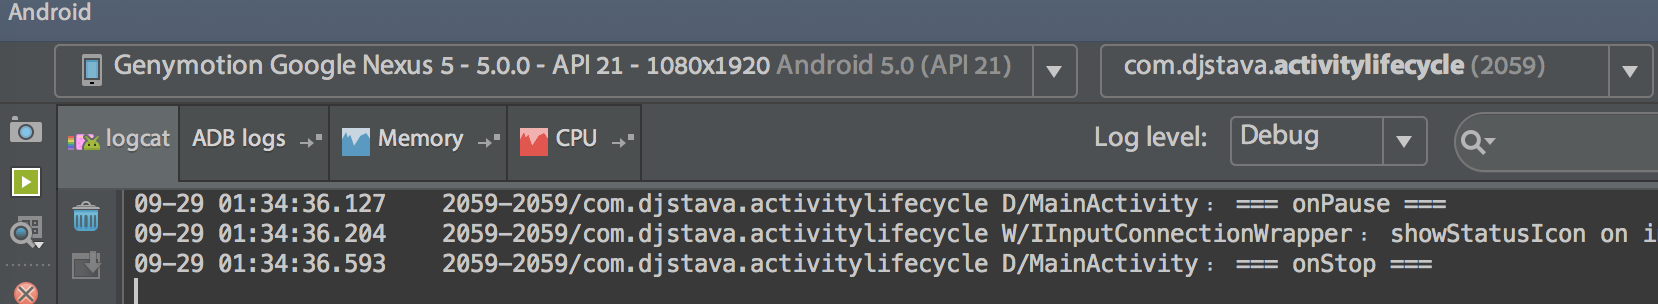 Android
Genymotion Google Nexus 5 - 5.0.0 - API 21 - 1080x1920 Android 5.0 (API 21)
com.djstava.activitylifecycle (2059)
logcat
ADB logs
Memory
CPU
Log level:
Debug
09-29 01:34:36.127 2059-2059/com.djstava.activitylifecycle D/MainActivity﹕ === onPause ===
09-29 01:34:36.204 2059-2059/com.djstava.activitylifecycle W/IInputConnectionWrapper﹕ showStatusIcon on i
09-29 01:34:36.593 2059-2059/com.djstava.activitylifecycle D/MainActivity﹕ === onStop ===